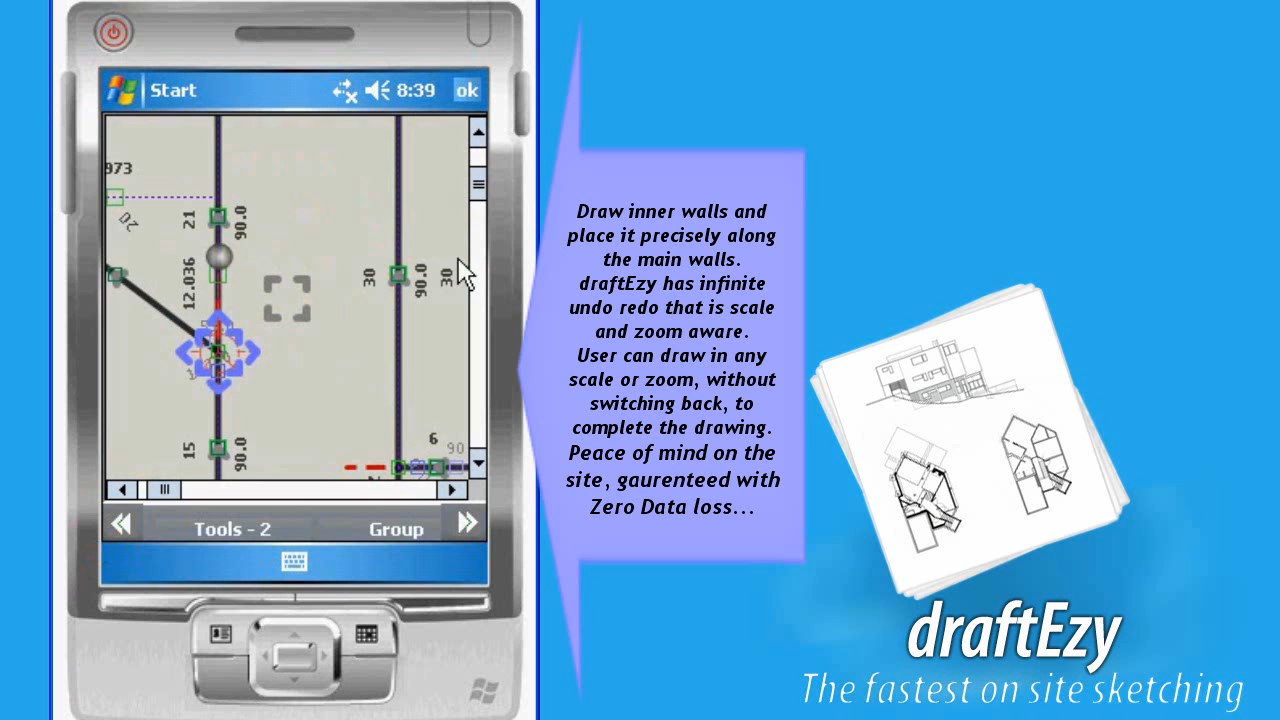 Start
8:39
ok
973
20
21
90.0
12.036
30
90.0
30
15
90.0
6
90
Tools - 2
Group
Draw inner walls and
place it precisely along
the main walls.
draftEzy has infinite
undo redo that is scale
and zoom aware.
User can draw in any
scale or zoom, without
switching back, to
complete the drawing.
Peace of mind on the
site, gaurenteed with
Zero Data loss...
draftEzy
The fastest on site sketching